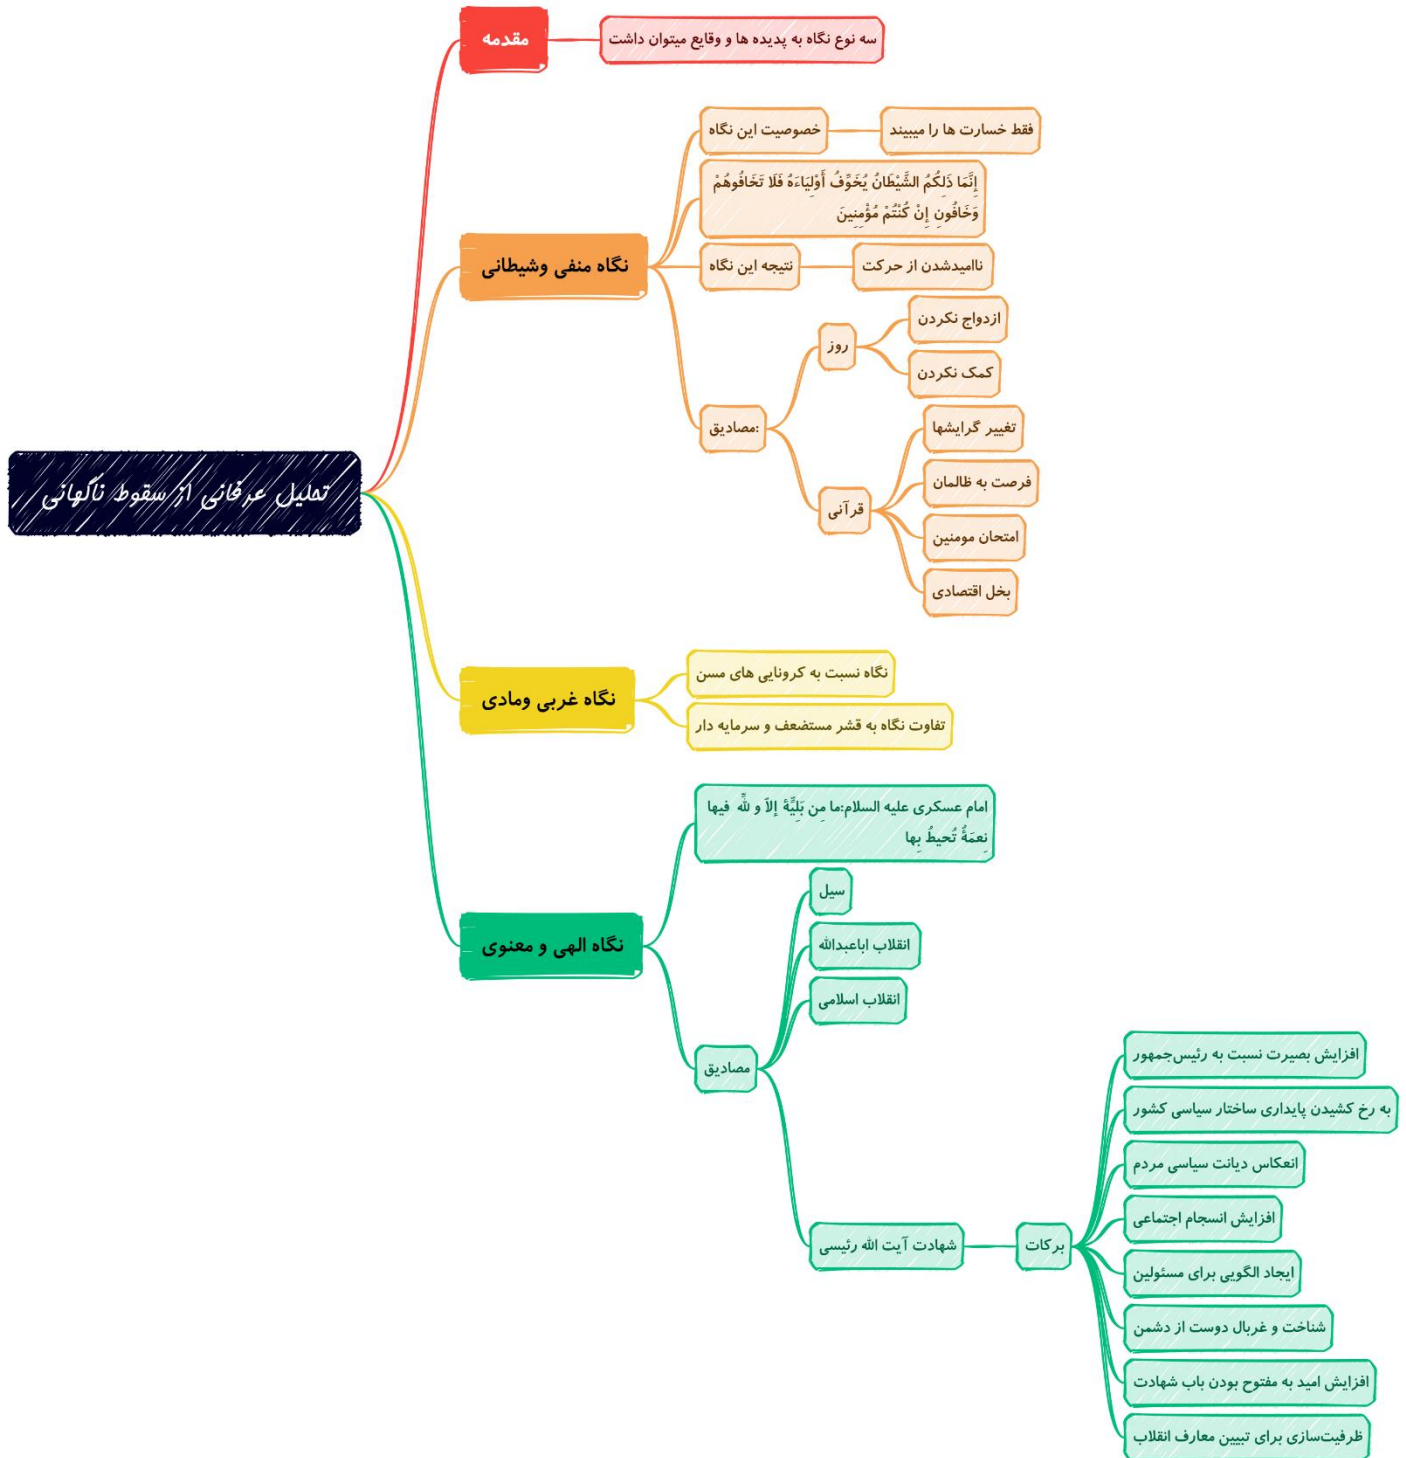 تحلیل عرفانی از سقوط ناگهانی
مقدمه
سه نوع نگاه به پدیده ها و وقایع میتوان داشت
نگاه منفی وشیطانی
خصوصیت این نگاه
فقط خسارت ها را میبیند
إِنَّمَا ذَلِكُمُ الشَّيْطَانُ يُخَوِّفُ أَوْلِيَاءَهُ فَلَا تَخَافُوهُمْ
وَخَافُونِ إِنْ كُنْتُمْ مُؤْمِنِينَ
نتیجه این نگاه
ناامیدشدن از حرکت
مصادیق:
روز
ازدواج نکردن
کمک نکردن
قرآنی
تغییر گرایشها
فرصت به ظالمان
امتحان مومنین
بخل اقتصادی
نگاه غربی ومادی
نگاه نسبت به کرونایی های مسن
تفاوت نگاه به قشر مستضعف و سرمایه دار
نگاه الهی و معنوی
امام عسکری علیه السلام:ما مِن بَلِيَّةٍ إلاّ و للّهِ فيها
نِعمَةٌ تُحيطُ بِها
مصادیق
سیل
انقلاب اباعبدالله
انقلاب اسلامی
شهادت آیت الله رئیسی
برکات
افزایش بصیرت نسبت به رئیس‌جمهور
به رخ کشیدن پایداری ساختار سیاسی کشور
انعکاس دیانت سیاسی مردم
افزایش انسجام اجتماعی
ایجاد الگویی برای مسئولین
شناخت و غربال دوست از دشمن
افزایش امید به مفتوح بودن باب شهادت
ظرفیت‌سازی برای تبیین معارف انقلاب